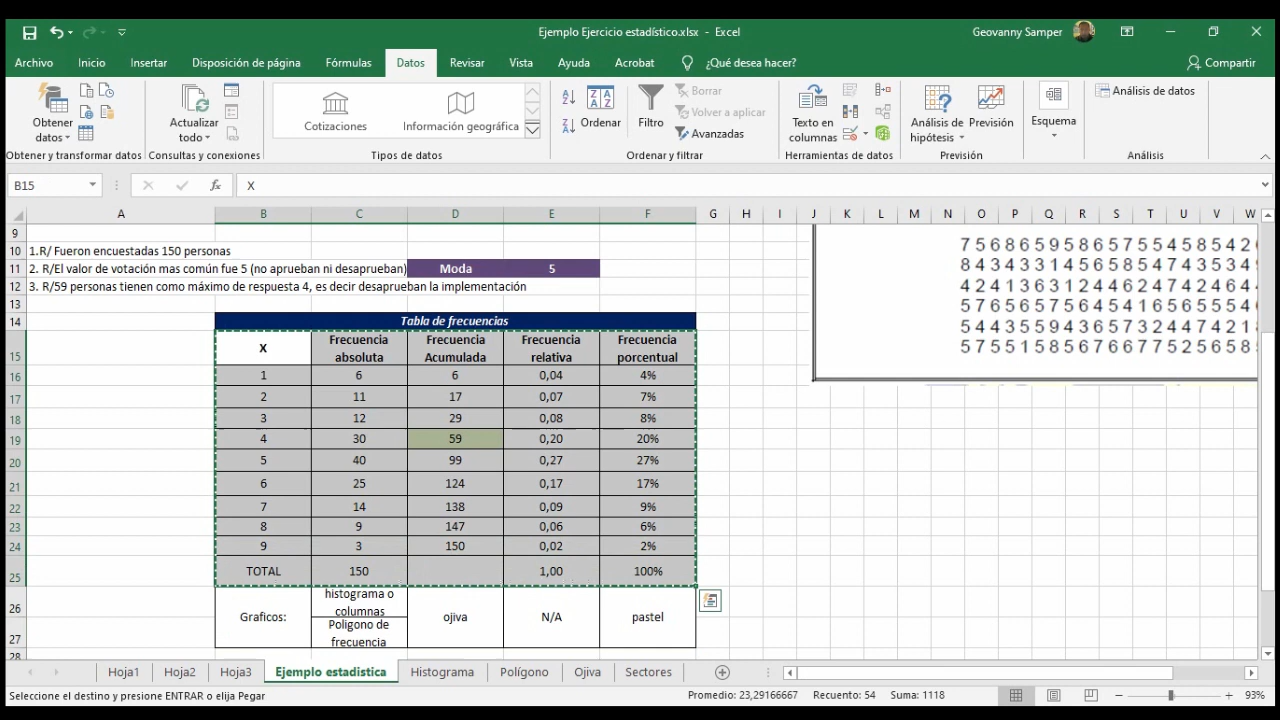 Ejemplo Ejercicio estadístico.xlsx - Excel
Geovanny Samper
Archivo Inicio Insertar Disposición de página Fórmulas Datos Revisar Vista Ayuda Acrobat ¿Qué desea hacer? Compartir
Obtener datos
Actualizar todo
Cotizaciones
Información geográfica
Ordenar
Filtro
Borrar
Volver a aplicar
Avanzadas
Texto en columnas
Análisis de hipótesis
Previsión
Esquema
Análisis de datos
Obtener y transformar datos Consultas y conexiones Tipos de datos Ordenar y filtrar Herramientas de datos Previsión Análisis
B15 fx X
A B C D E F G H I J K L M N O P Q R S T U V W
9
10 1.R/ Fueron encuestadas 150 personas
11 2. R/El valor de votación mas común fue 5 (no aprueban ni desaprueban) Moda 5
12 3. R/59 personas tienen como máximo de respuesta 4, es decir desaprueban la implementación
13
14 Tabla de frecuencias
15 X Frecuencia absoluta Frecuencia Acumulada Frecuencia relativa Frecuencia porcentual
16 1 6 6 0,04 4%
17 2 11 17 0,07 7%
18 3 12 29 0,08 8%
19 4 30 59 0,20 20%
20 5 40 99 0,27 27%
21 6 25 124 0,17 17%
22 7 14 138 0,09 9%
23 8 9 147 0,06 6%
24 9 3 150 0,02 2%
25 TOTAL 150 1,00 100%
26 Graficos: histograma o columnas ojiva N/A pastel
27 Poligono de frecuencia
28
7 5 6 8 6 5 9 5 8 6 5 7 5 5 4 5 8 5 4 2
8 4 3 4 3 3 1 4 5 6 5 8 5 4 7 4 3 5 3 4
4 2 4 1 3 6 3 1 2 4 4 6 2 4 7 4 2 6 4
5 7 6 5 6 5 7 5 6 4 5 4 1 6 5 6 5 5 5 4
5 4 4 3 5 5 9 4 3 6 5 7 3 2 4 4 7 4 2 1
5 7 5 5 1 5 8 5 6 7 6 6 7 7 5 2 5 6 5 8
Hoja1 Hoja2 Hoja3 Ejemplo estadistica Histograma Polígono Ojiva Sectores
Seleccione el destino y presione ENTRAR o elija Pegar Promedio: 23,29166667 Recuento: 54 Suma: 1118 93%